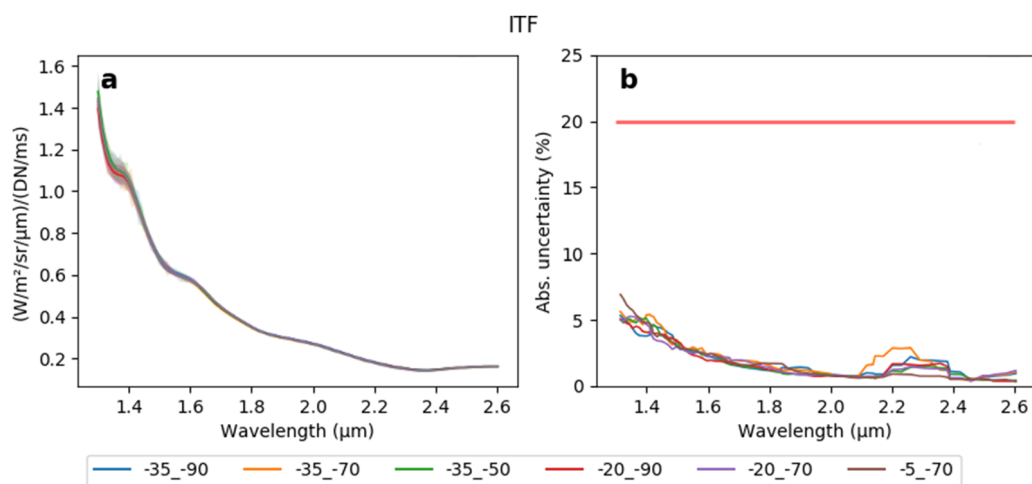 ITF
a
(W/m²/sr/µm)/(DN/ms)
1.6
1.4
1.2
1.0
0.8
0.6
0.4
0.2
1.4 1.6 1.8 2.0 2.2 2.4 2.6
Wavelength (µm)
b
Abs. uncertainty (%)
25
20
15
10
5
0
1.4 1.6 1.8 2.0 2.2 2.4 2.6
Wavelength (µm)
-35_-90 -35_-70 -35_-50 -20_-90 -20_-70 -5_-70